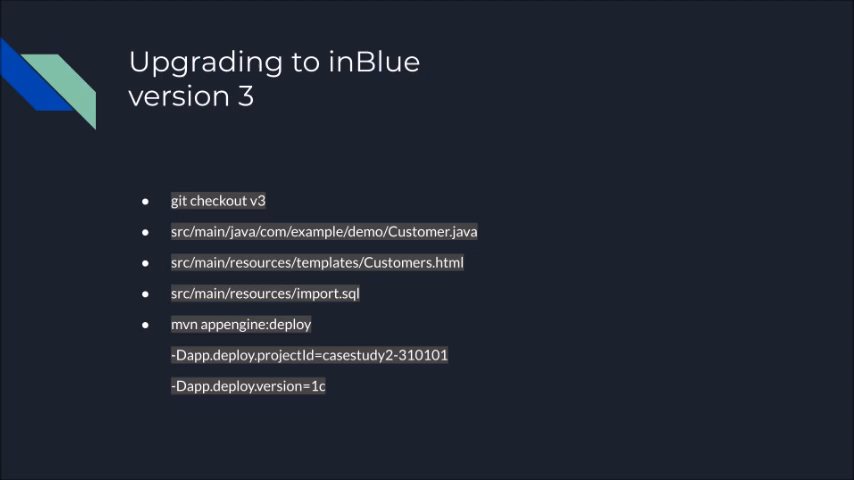 Upgrading to inBlue
version 3
● git checkout v3
● src/main/java/com/example/demo/Customer.java
● src/main/resources/templates/Customers.html
● src/main/resources/import.sql
● mvn appengine:deploy
-Dapp.deploy.projectId=casestudy2-310101
-Dapp.deploy.version=1c